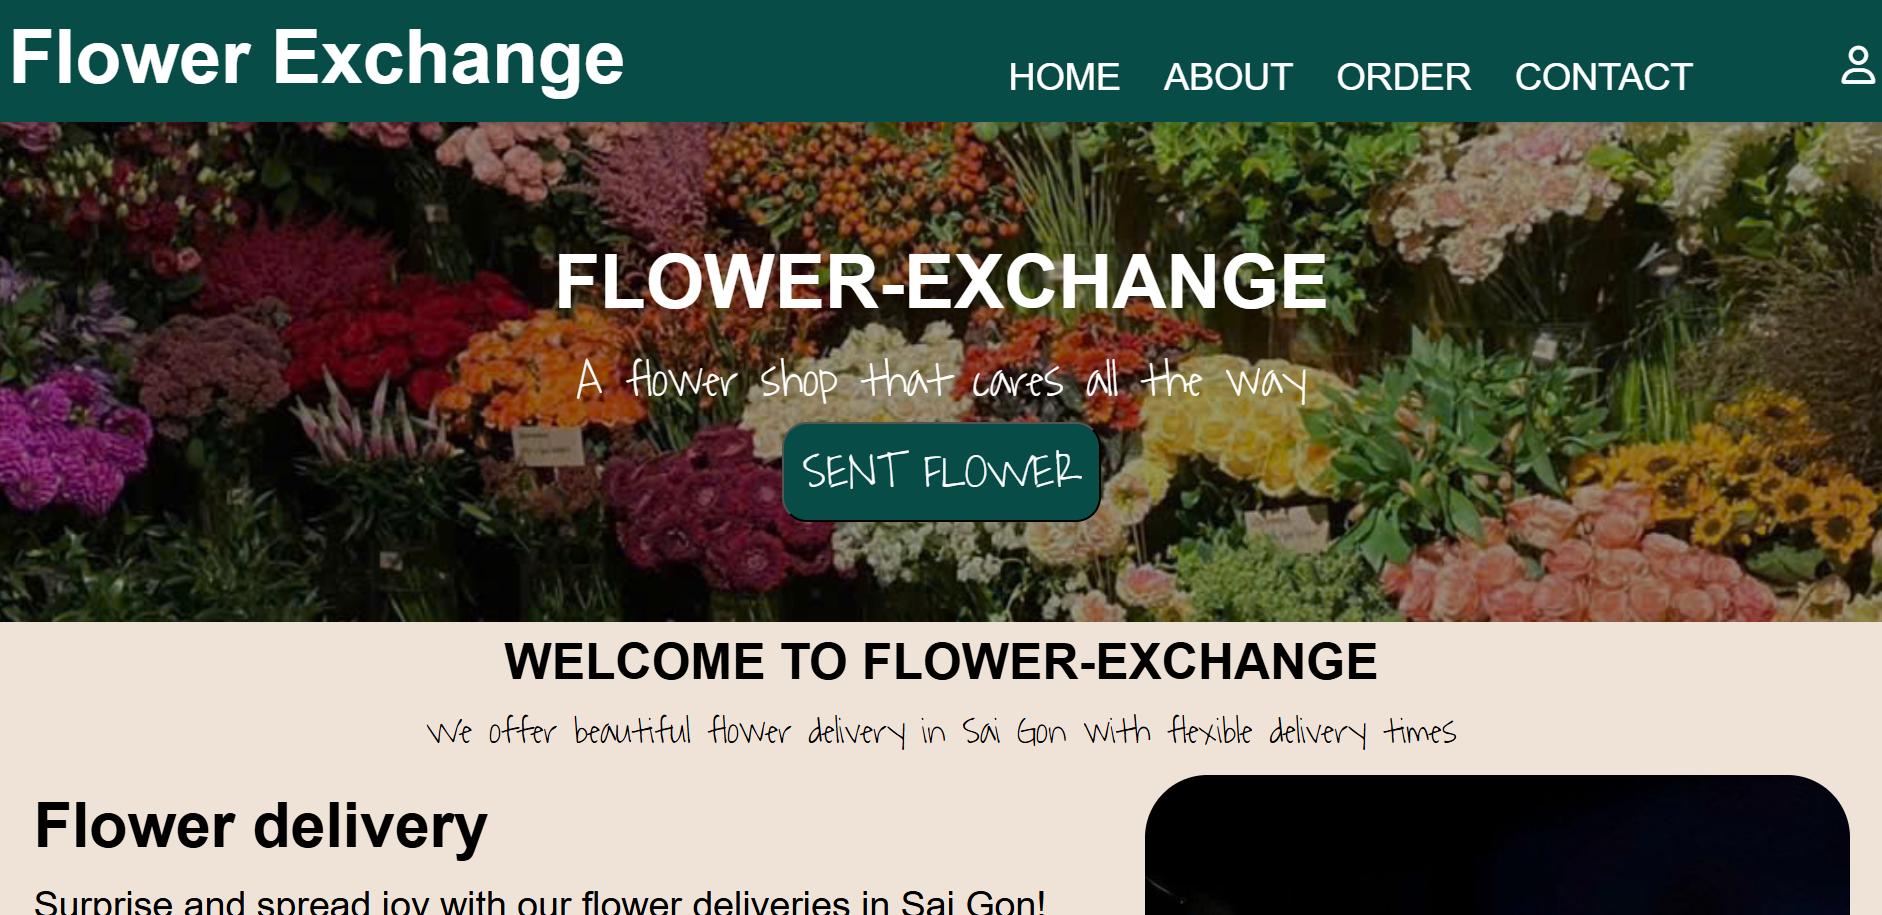 Flower Exchange
HOME ABOUT ORDER CONTACT
FLOWER-EXCHANGE
A flower shop that cares all the way
SENT FLOWER
WELCOME TO FLOWER-EXCHANGE
We offer beautiful flower delivery in Sai Gon with flexible delivery times
Flower delivery
Surprise and spread joy with our flower deliveries in Sai Gon!